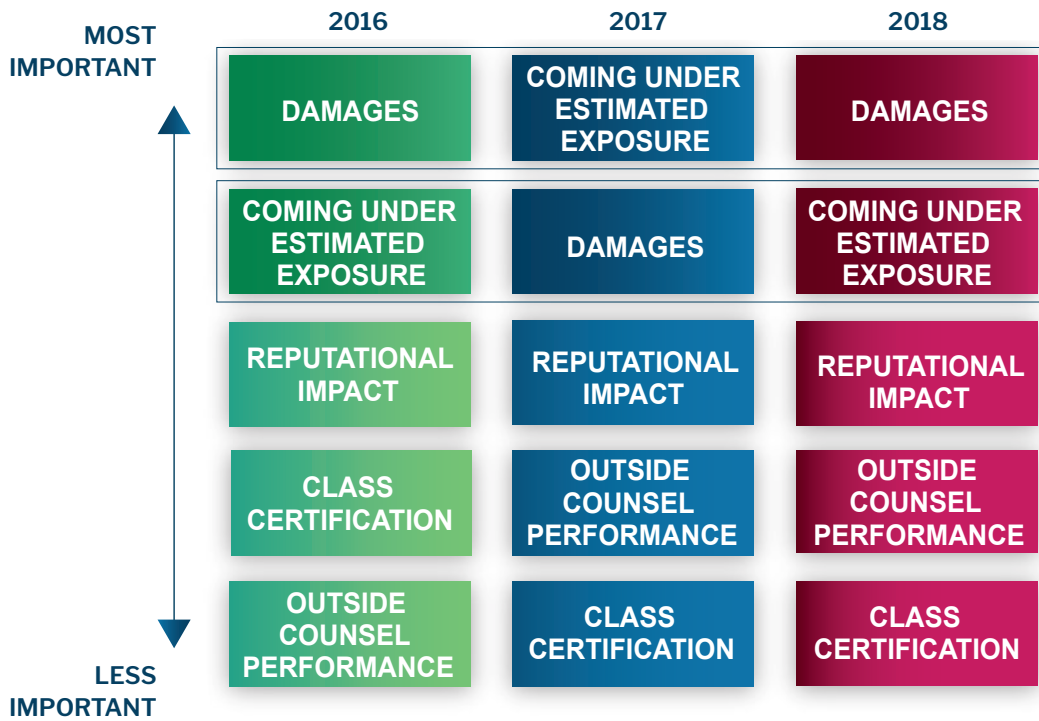 2016
2017
2018
MOST
IMPORTANT
DAMAGES
COMING UNDER
ESTIMATED
EXPOSURE
DAMAGES
COMING UNDER
ESTIMATED
EXPOSURE
DAMAGES
COMING UNDER
ESTIMATED
EXPOSURE
REPUTATIONAL
IMPACT
REPUTATIONAL
IMPACT
REPUTATIONAL
IMPACT
CLASS
CERTIFICATION
OUTSIDE
COUNSEL
PERFORMANCE
OUTSIDE
COUNSEL
PERFORMANCE
OUTSIDE
COUNSEL
PERFORMANCE
CLASS
CERTIFICATION
CLASS
CERTIFICATION
LESS
IMPORTANT